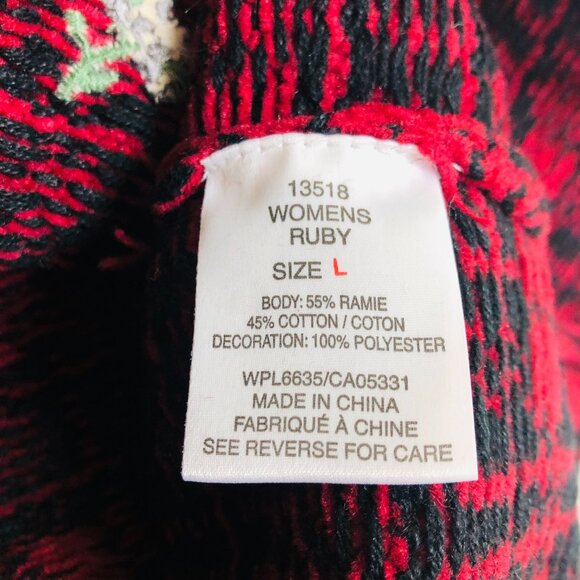 13518
WOMENS
RUBY
SIZE L
BODY: 55% RAMIE
45% COTTON / COTON
DECORATION: 100% POLYESTER
WPL6635/CA05331
MADE IN CHINA
FABRIQUÉ À CHINE
SEE REVERSE FOR CARE